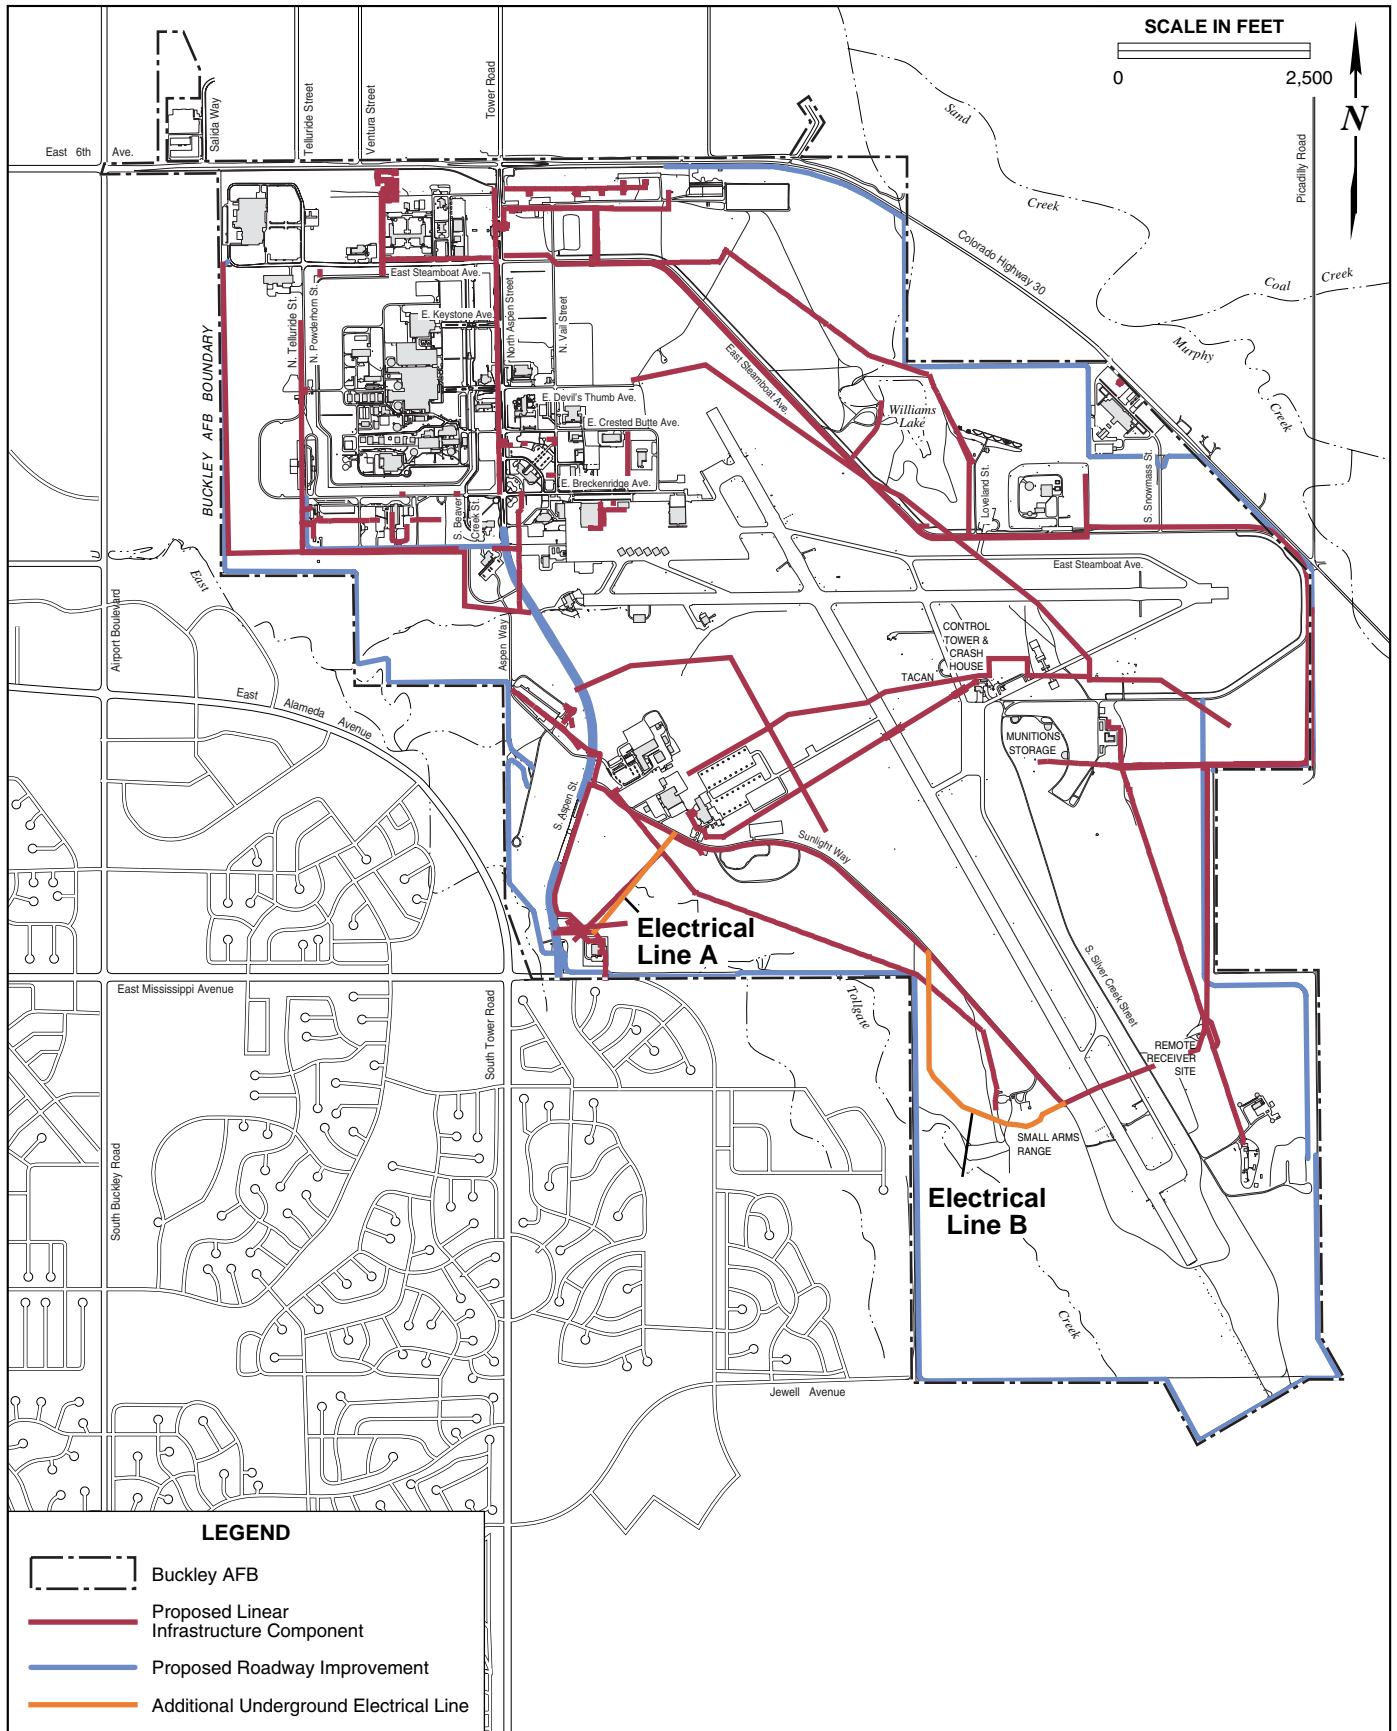 SCALE IN FEET
0 2,500
N
Sand
Creek
Coal Creek
Murphy
Creek
Picadilly Road
Colorado Highway 30
Salida Way
Telluride Street
Ventura Street
Tower Road
East 6th Ave.
BUCKLEY AFB BOUNDARY
N. Telluride St.
N. Powderhorn St.
East Steamboat Ave.
E. Keystone Ave.
North Aspen Street
N. Vail Street
East Steamboat Ave.
E. Devil's Thumb Ave.
E. Crested Butte Ave.
E. Breckenridge Ave.
Williams
Lake
Loveland St.
S. Snowmass St.
S. Beaver
Creek St.
East Steamboat Ave.
East
Airport Boulevard
Aspen Way
CONTROL
TOWER &
CRASH
HOUSE
TACAN
East Alameda Avenue
MUNITIONS
STORAGE
S. Aspen St.
Sunlight Way
Electrical
Line A
S. Silver Creek Street
East Mississippi Avenue
Tollgate
South Tower Road
REMOTE
RECEIVER
SITE
SMALL ARMS
RANGE
South Buckley Road
Electrical
Line B
Creek
Jewell Avenue
LEGEND
Buckley AFB
Proposed Linear
Infrastructure Component
Proposed Roadway Improvement
Additional Underground Electrical Line